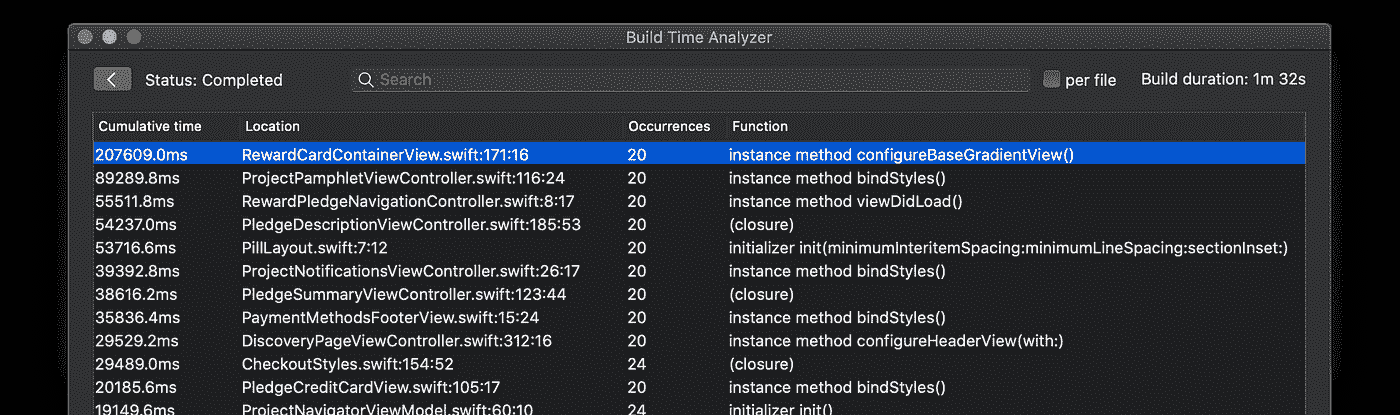 Build Time Analyzer
Status: Completed Search per file Build duration: 1m 32s
Cumulative time Location Occurrences Function
207609.0ms RewardCardContainerView.swift:171:16 20 instance method configureBaseGradientView()
89289.8ms ProjectPamphletViewController.swift:116:24 20 instance method bindStyles()
55511.8ms RewardPledgeNavigationController.swift:8:17 20 instance method viewDidLoad()
54237.0ms PledgeDescriptionViewController.swift:185:53 20 (closure)
53716.6ms PillLayout.swift:7:12 20 initializer init(minimumInteritemSpacing:minimumLineSpacing:sectionInset:)
39392.8ms ProjectNotificationsViewController.swift:26:17 20 instance method bindStyles()
38616.2ms PledgeSummaryViewController.swift:123:44 20 (closure)
35836.4ms PaymentMethodsFooterView.swift:15:24 20 instance method bindStyles()
29529.2ms DiscoveryPageViewController.swift:312:16 20 instance method configureHeaderView(with:)
29489.0ms CheckoutStyles.swift:154:52 24 (closure)
20185.6ms PledgeCreditCardView.swift:105:17 20 instance method bindStyles()
19149.6ms ProjectNavigatorViewModel.swift:60:10 24 initializer init()